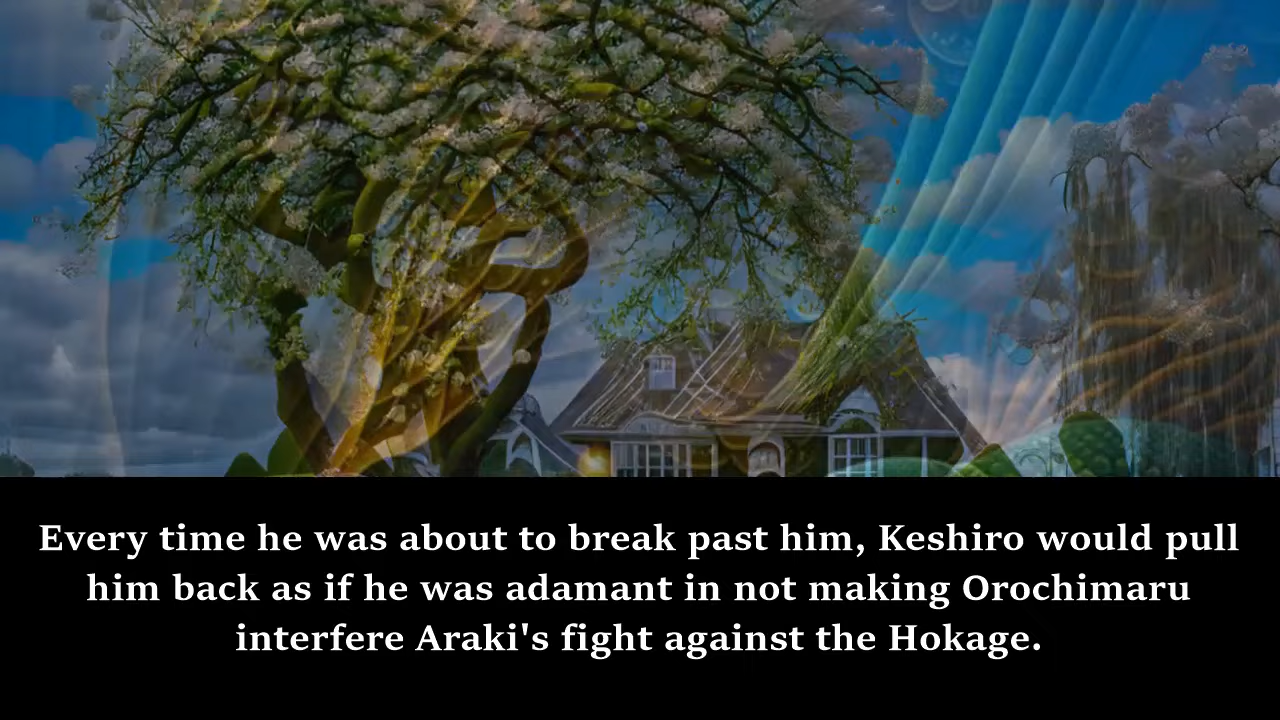 Every time he was about to break past him, Keshiro would pull
him back as if he was adamant in not making Orochimaru
interfere Araki's fight against the Hokage.